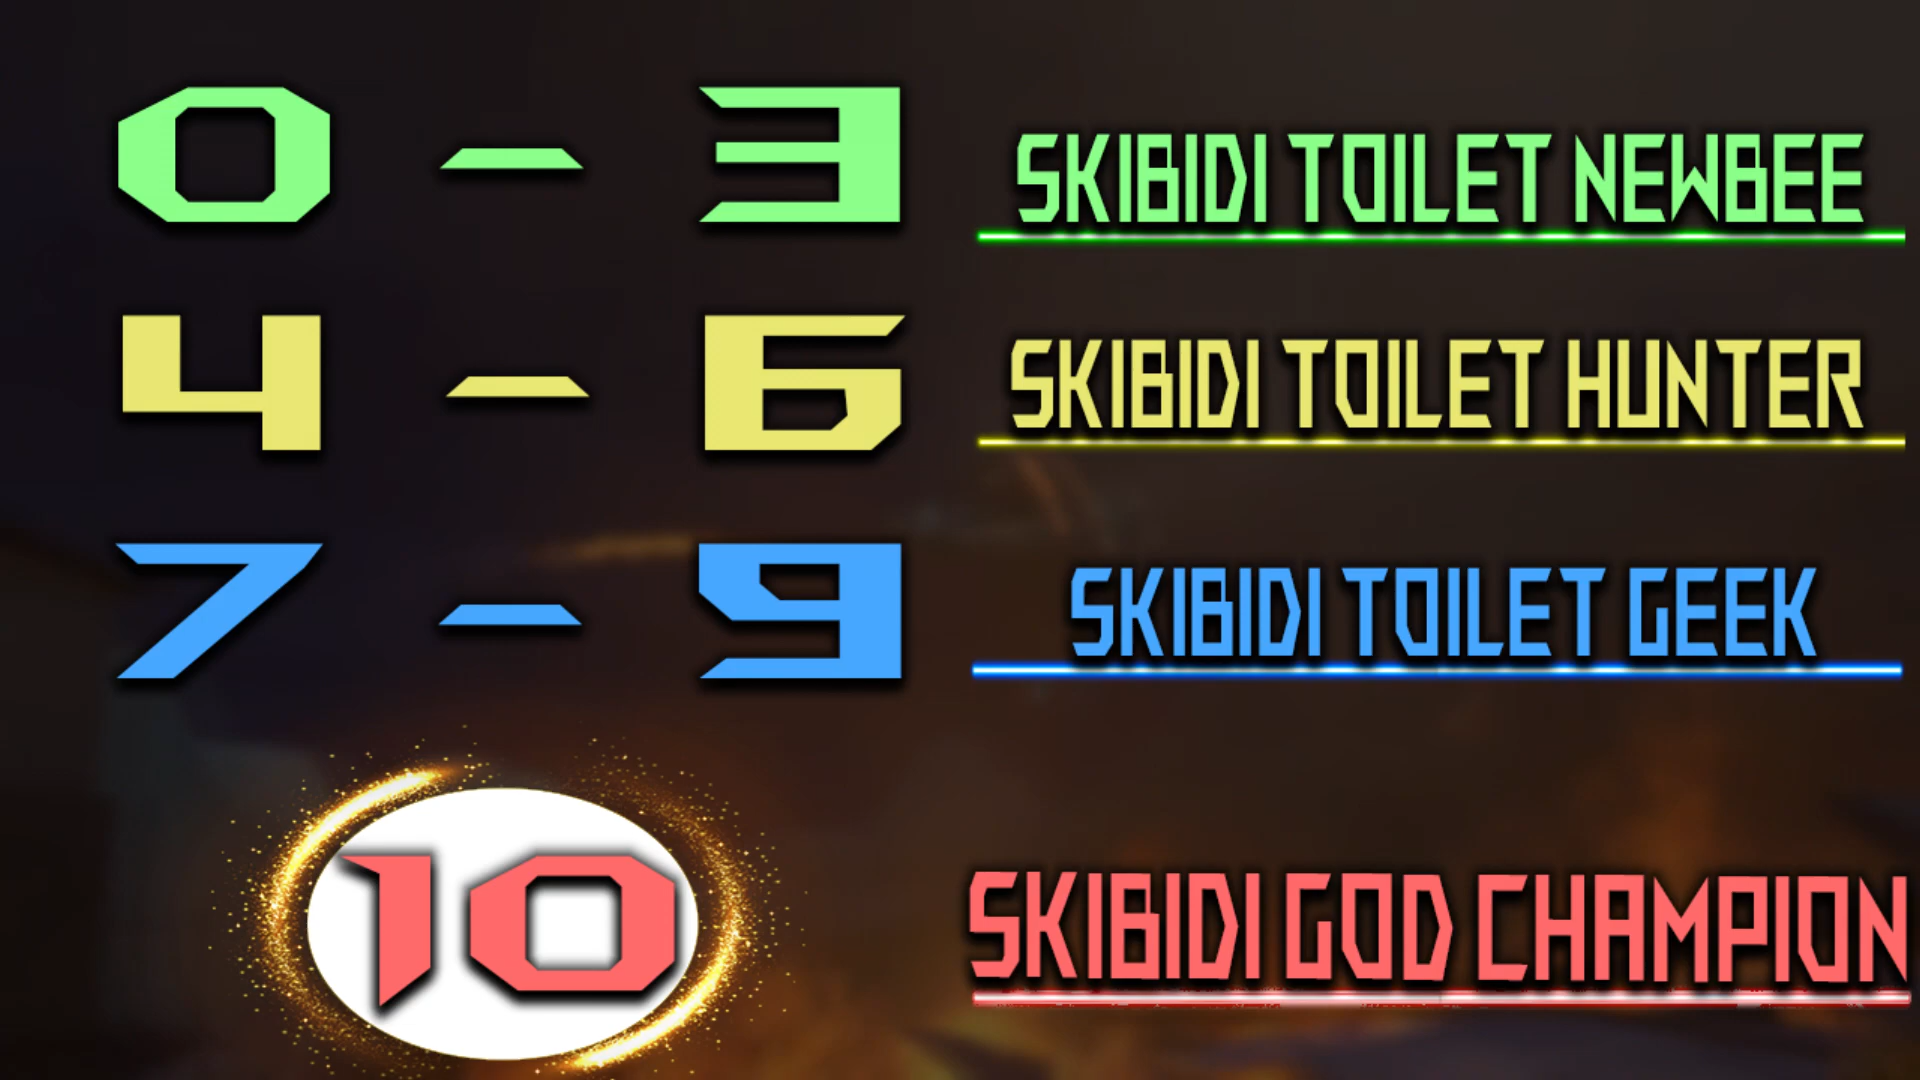 0 - 3 SKIBIDI TOILET NEWBEE
4 - 6 SKIBIDI TOILET HUNTER
7 - 9 SKIBIDI TOILET GEEK
10 SKIBIDI GOD CHAMPION